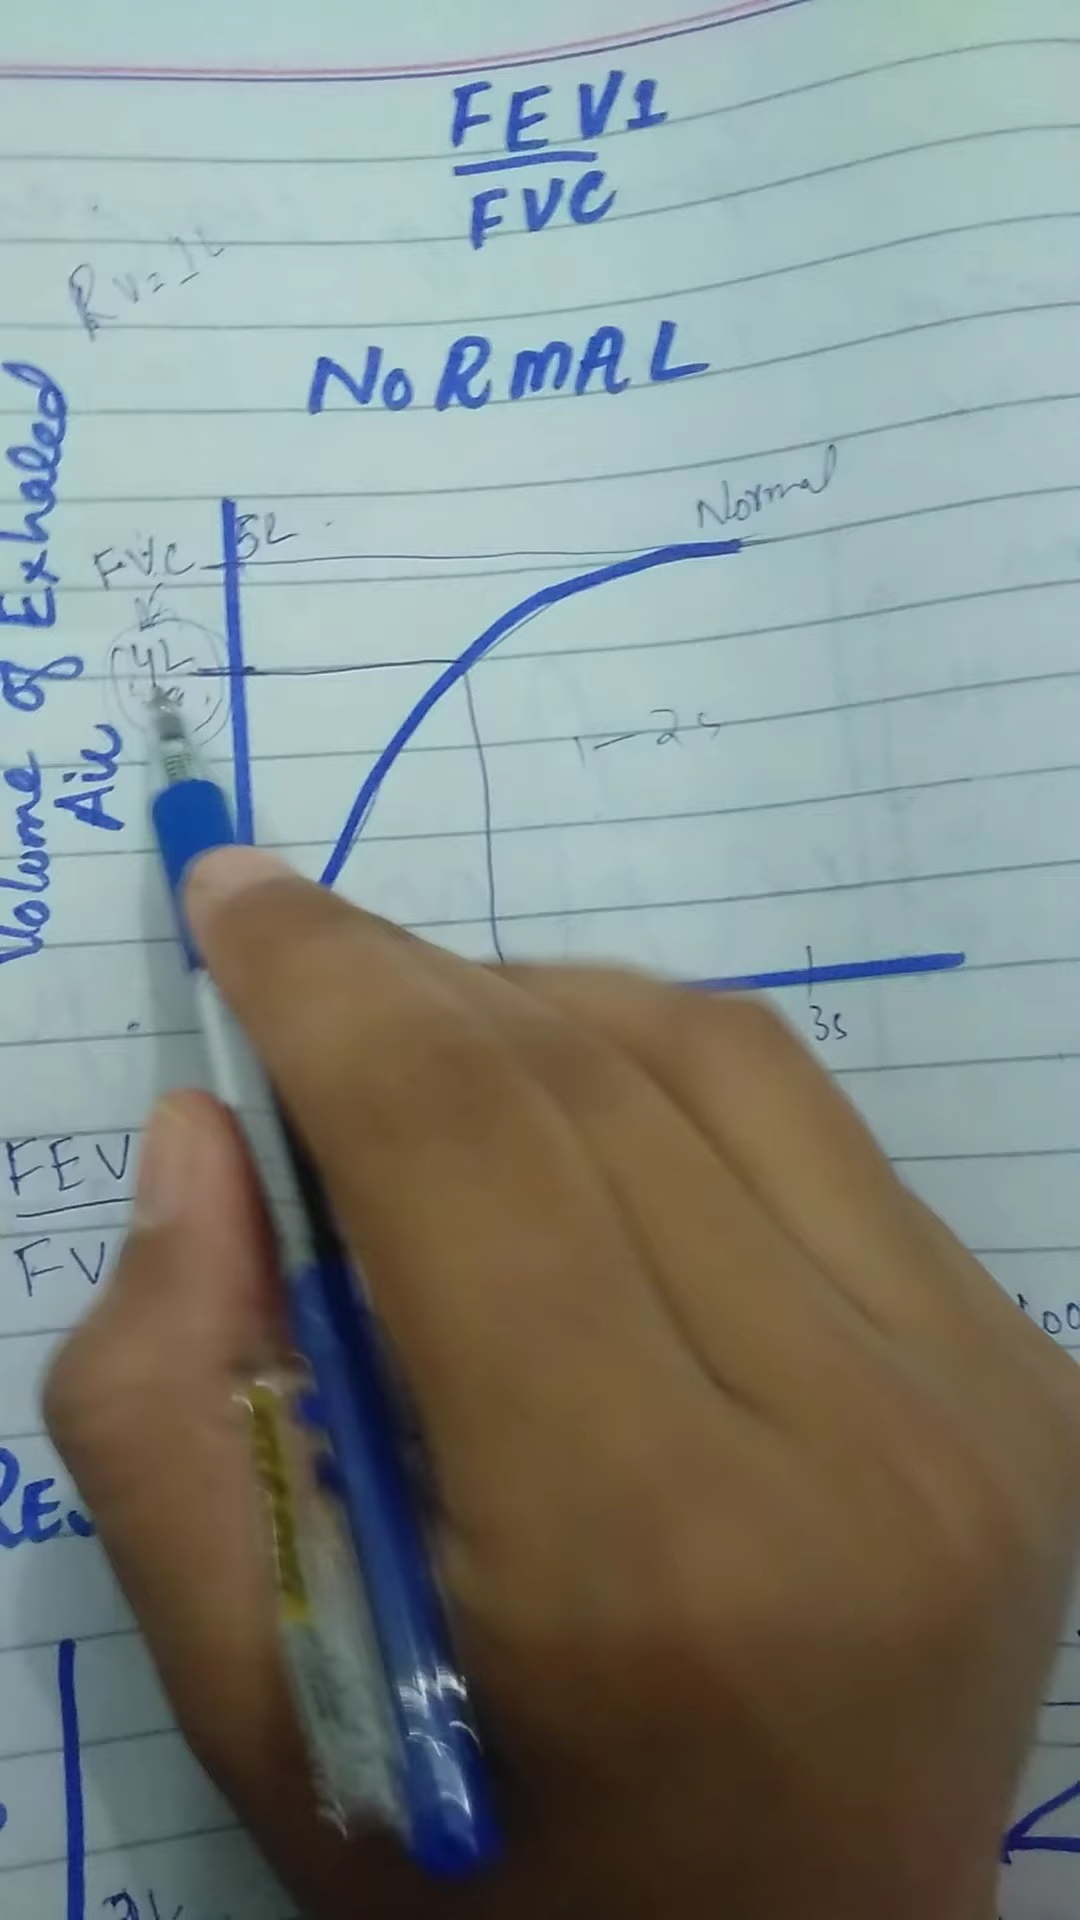 FEV1
FVC
RV=1L
NORMAL
Volume of Exhaled
Air
Normal
5L
FVC
4L
1-2s
3s
FEV
FV